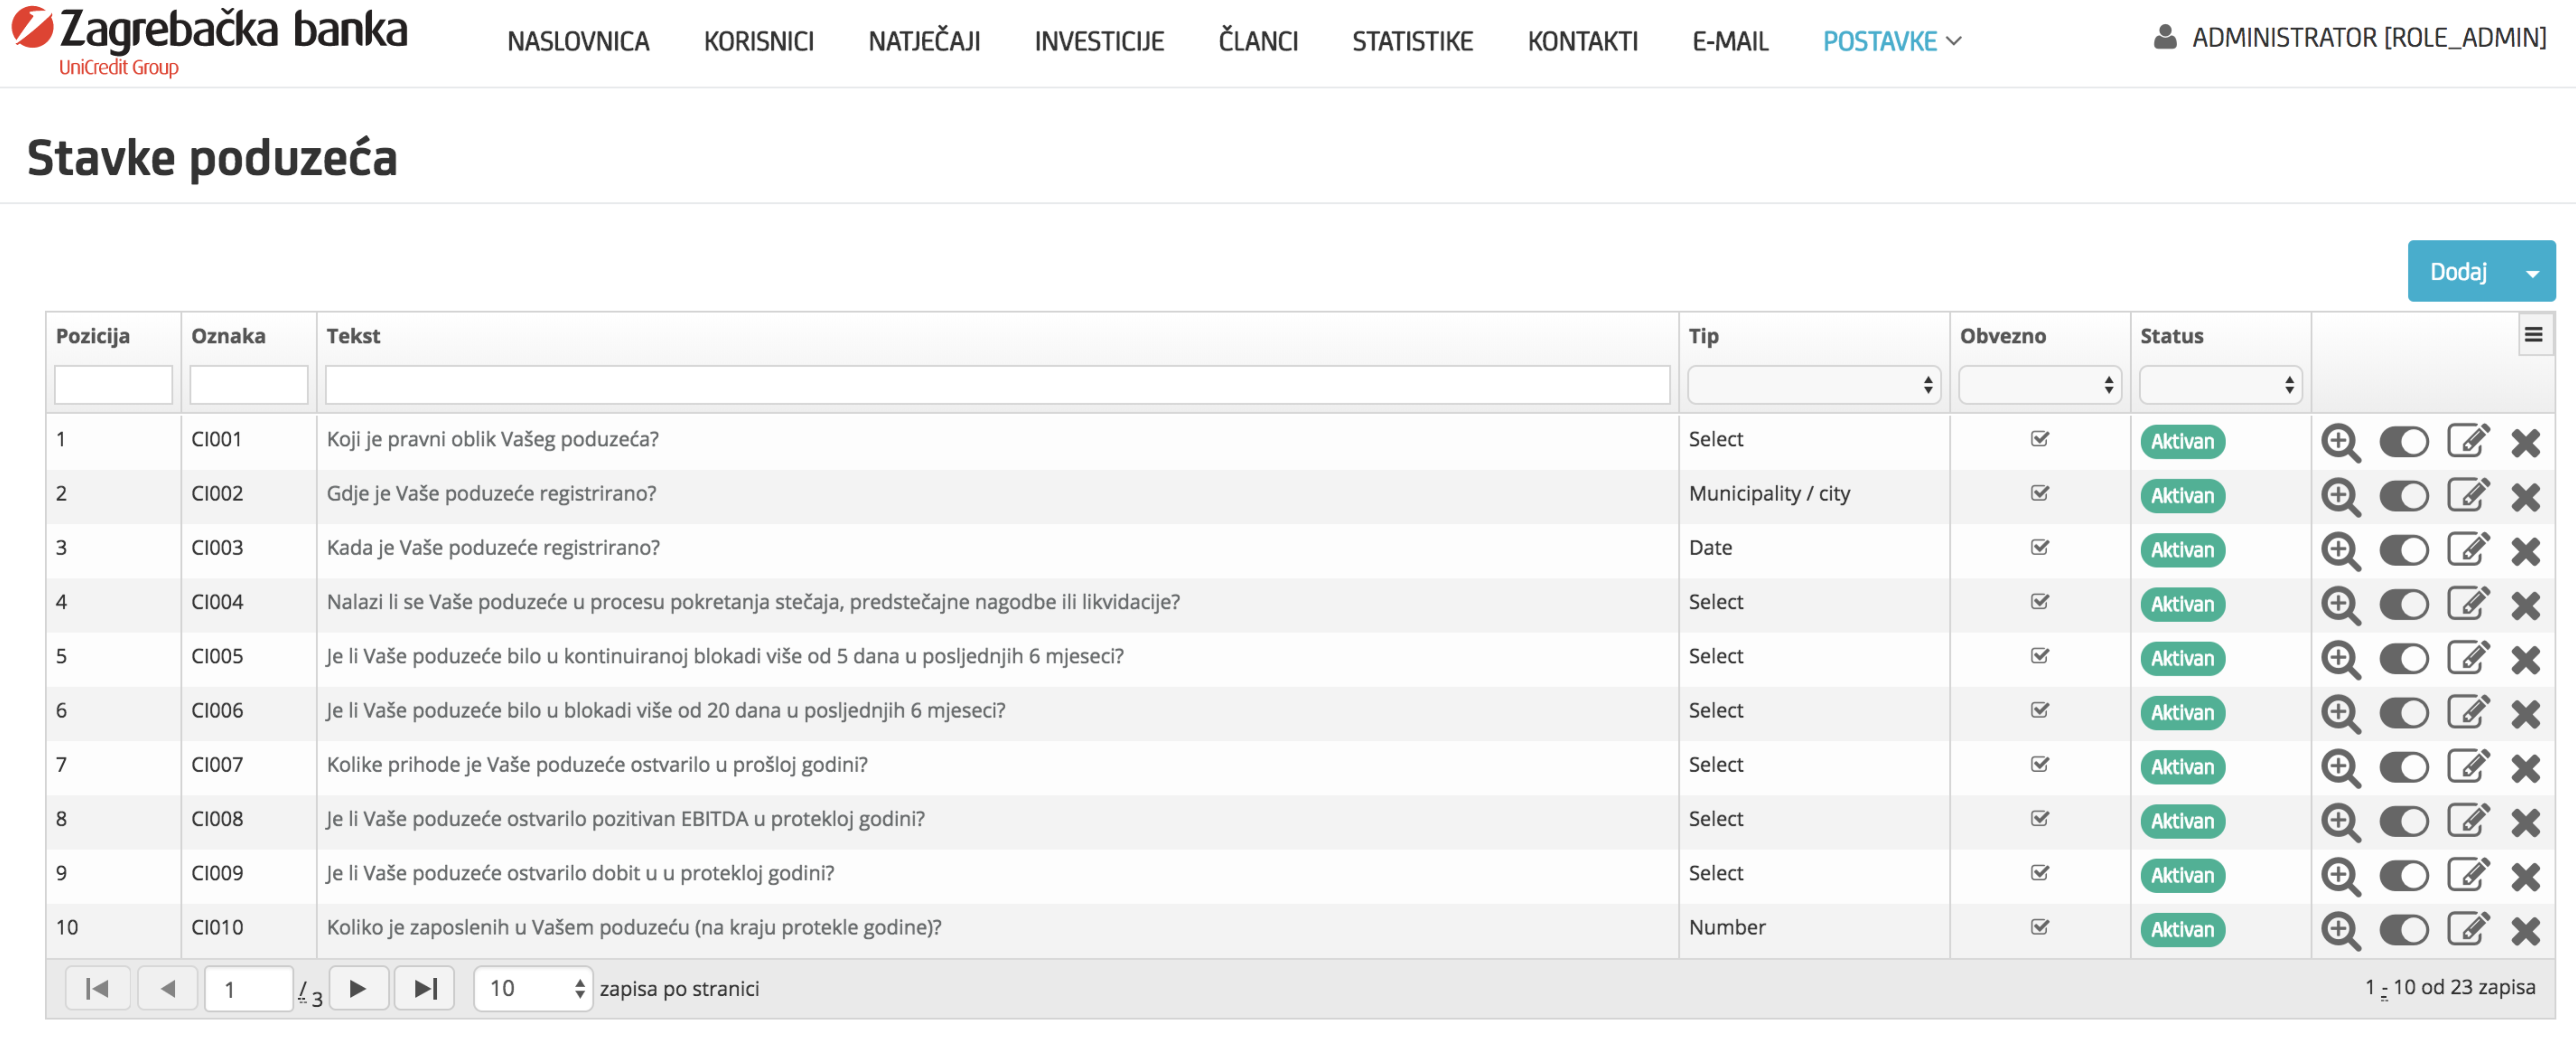 Zagrebačka banka
UniCredit Group
NASLOVNICA KORISNICI NATJEČAJI INVESTICIJE ČLANCI STATISTIKE KONTAKTI E-MAIL POSTAVKE ADMINISTRATOR [ROLE_ADMIN]
Stavke poduzeća
Dodaj
Pozicija Oznaka Tekst Tip Obvezno Status
1 CI001 Koji je pravni oblik Vašeg poduzeća? Select Aktivan
2 CI002 Gdje je Vaše poduzeće registrirano? Municipality / city Aktivan
3 CI003 Kada je Vaše poduzeće registrirano? Date Aktivan
4 CI004 Nalazi li se Vaše poduzeće u procesu pokretanja stečaja, predstečajne nagodbe ili likvidacije? Select Aktivan
5 CI005 Je li Vaše poduzeće bilo u kontinuiranoj blokadi više od 5 dana u posljednjih 6 mjeseci? Select Aktivan
6 CI006 Je li Vaše poduzeće bilo u blokadi više od 20 dana u posljednjih 6 mjeseci? Select Aktivan
7 CI007 Kolike prihode je Vaše poduzeće ostvarilo u prošloj godini? Select Aktivan
8 CI008 Je li Vaše poduzeće ostvarilo pozitivan EBITDA u protekloj godini? Select Aktivan
9 CI009 Je li Vaše poduzeće ostvarilo dobit u u protekloj godini? Select Aktivan
10 CI010 Koliko je zaposlenih u Vašem poduzeću (na kraju protekle godine)? Number Aktivan
1 / 3 10 zapisa po stranici 1 - 10 od 23 zapisa